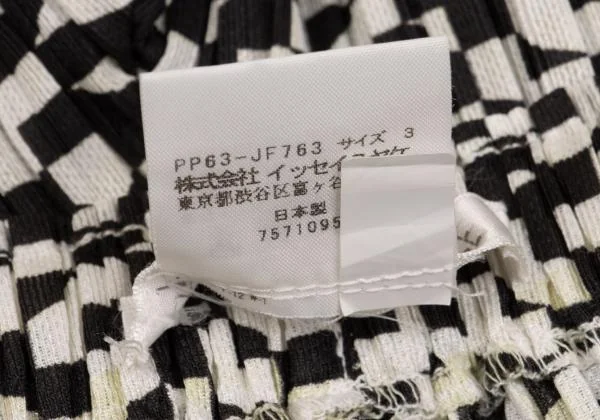 PP63-JF763 サイズ 3
株式会社 イッセイミヤケ
東京都渋谷区富ヶ谷
日本製
7571095